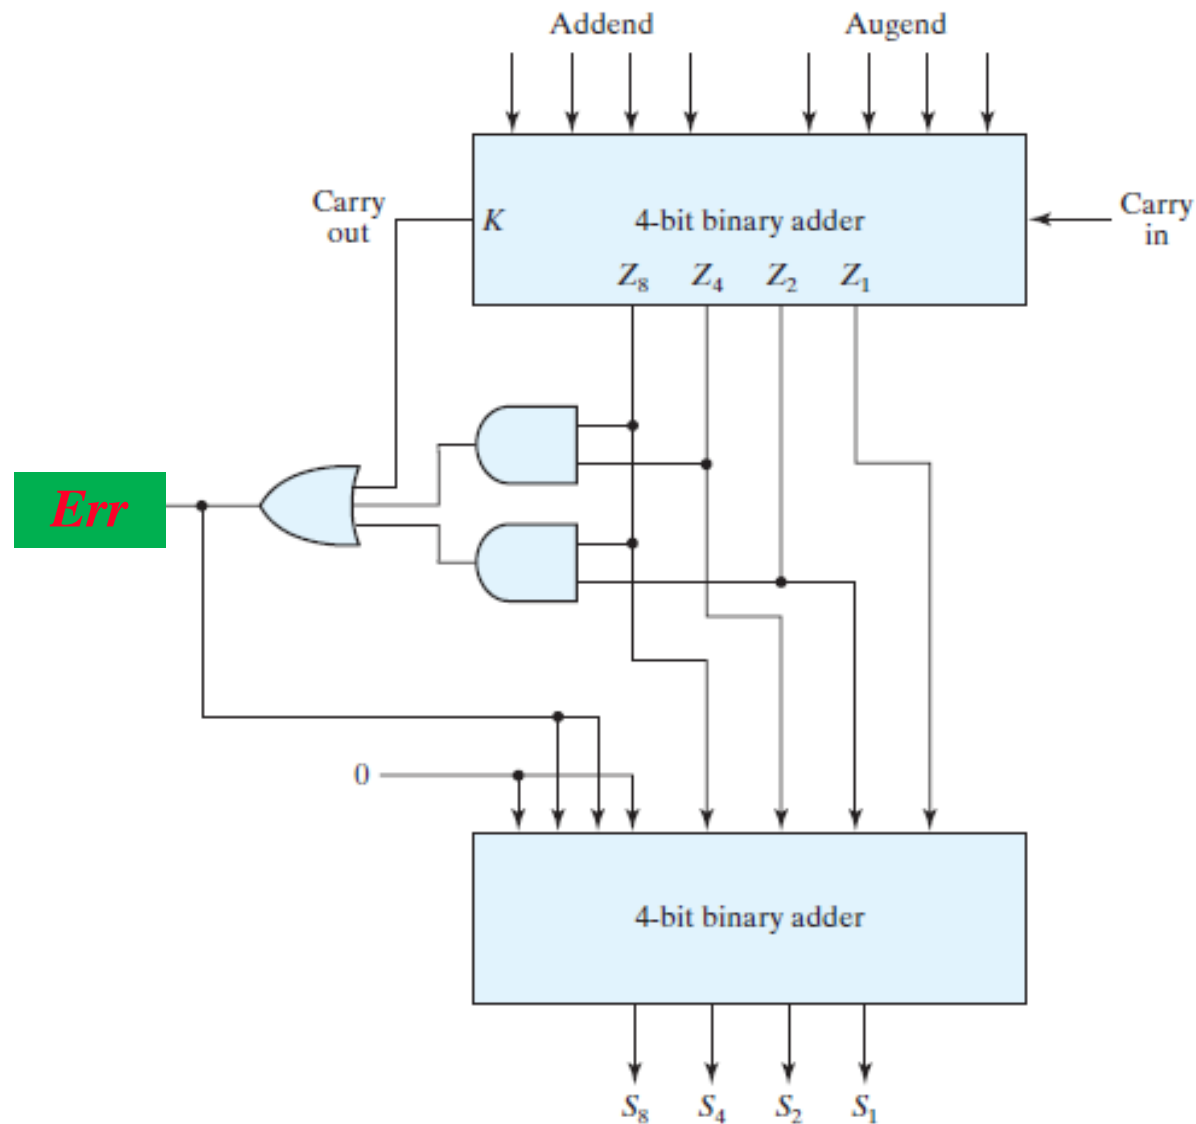 Addend Augend
Carry
out
K
4-bit binary adder
Carry
in
Z8 Z4 Z2 Z1
Err
0
4-bit binary adder
S8 S4 S2 S1